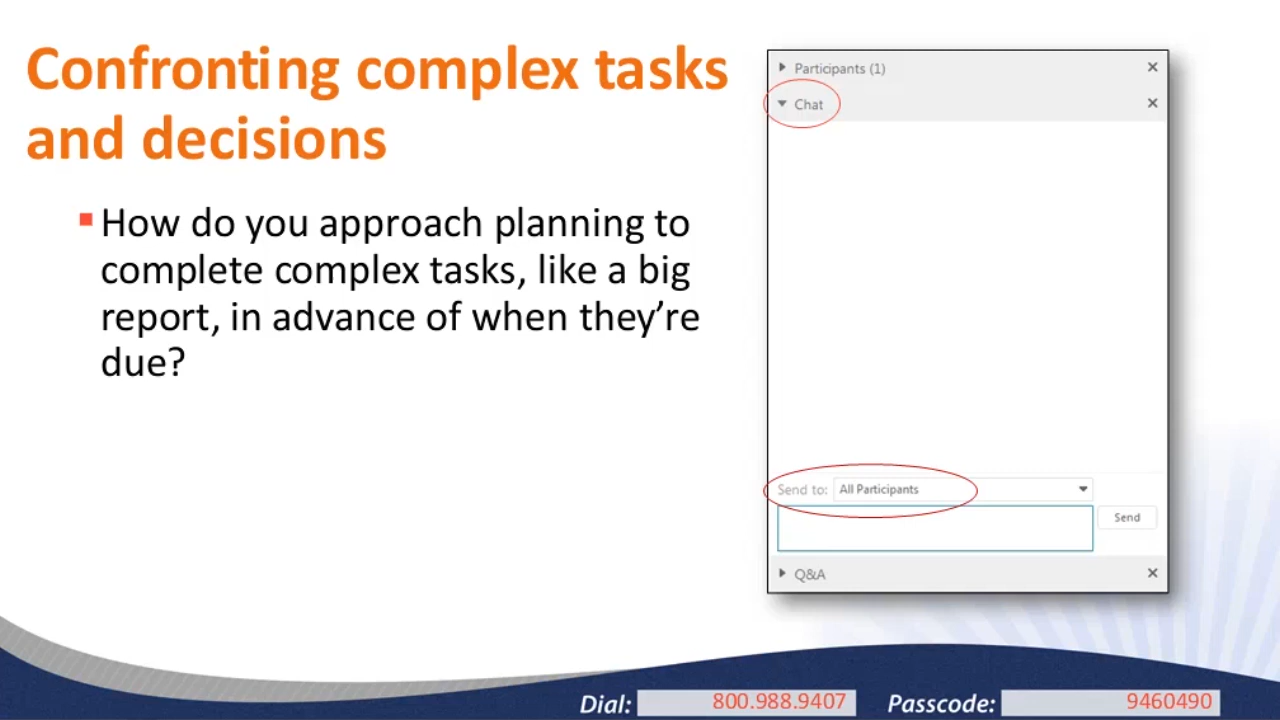 Confronting complex tasks
and decisions
How do you approach planning to
complete complex tasks, like a big
report, in advance of when they’re
due?
Participants (1)
Chat
Send to: All Participants
Send
Q&A
Dial: 800.988.9407 Passcode: 9460490